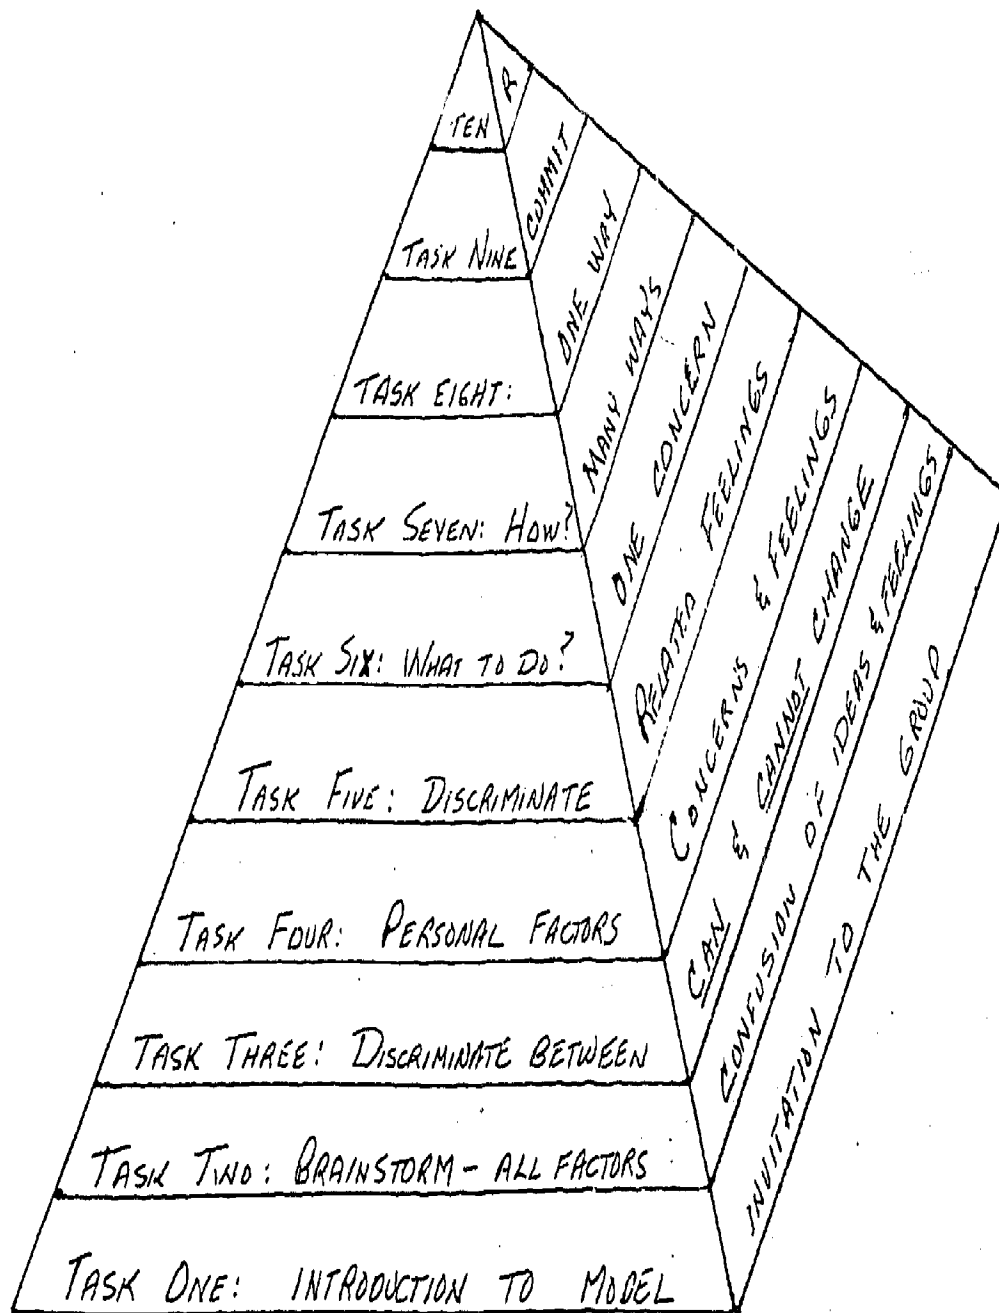 TEN
R
TASK NINE
COMMIT
TASK EIGHT:
ONE WAY
TASK SEVEN: HOW?
MANY WAY'S
TASK SIX: WHAT TO DO?
ONE CONCERN
TASK FIVE: DISCRIMINATE
RELATED FEELINGS
TASK FOUR: PERSONAL FACTORS
CONCERNS & FEELINGS
TASK THREE: DISCRIMINATE BETWEEN
CAN & CANNOT CHANGE
TASK TWO: BRAINSTORM - ALL FACTORS
CONFUSION OF IDEAS & FEELINGS
TASK ONE: INTRODUCTION TO MODEL
INVITATION TO THE GROUP